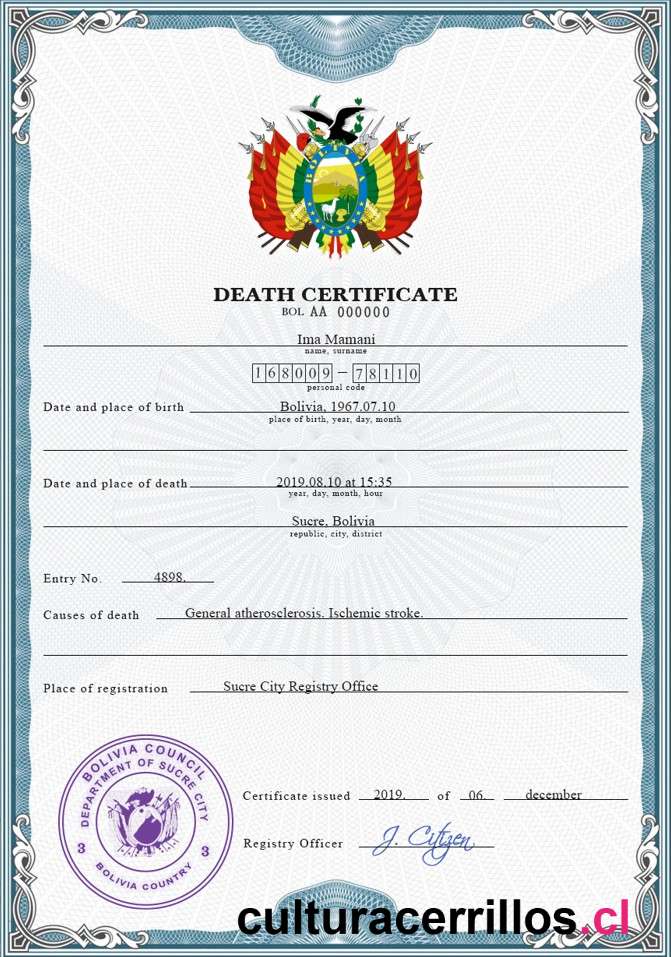 BOLIVIA
DEATH CERTIFICATE
BOL AA 000000
Ima Mamani
name, surname
168009 – 78110
personal code
Date and place of birth Bolivia, 1967.07.10
place of birth, year, day, month
Date and place of death 2019.08.10 at 15:35
year, day, month, hour
Sucre, Bolivia
republic, city, district
Entry No. 4898.
Causes of death General atherosclerosis. Ischemic stroke.
Place of registration Sucre City Registry Office
BOLIVIA COUNCIL
DEPARTMENT OF SUCRE CITY
3 3
BOLIVIA COUNTRY
Certificate issued 2019. of 06. december
Registry Officer J. Citizen
culturacerrillos.cl